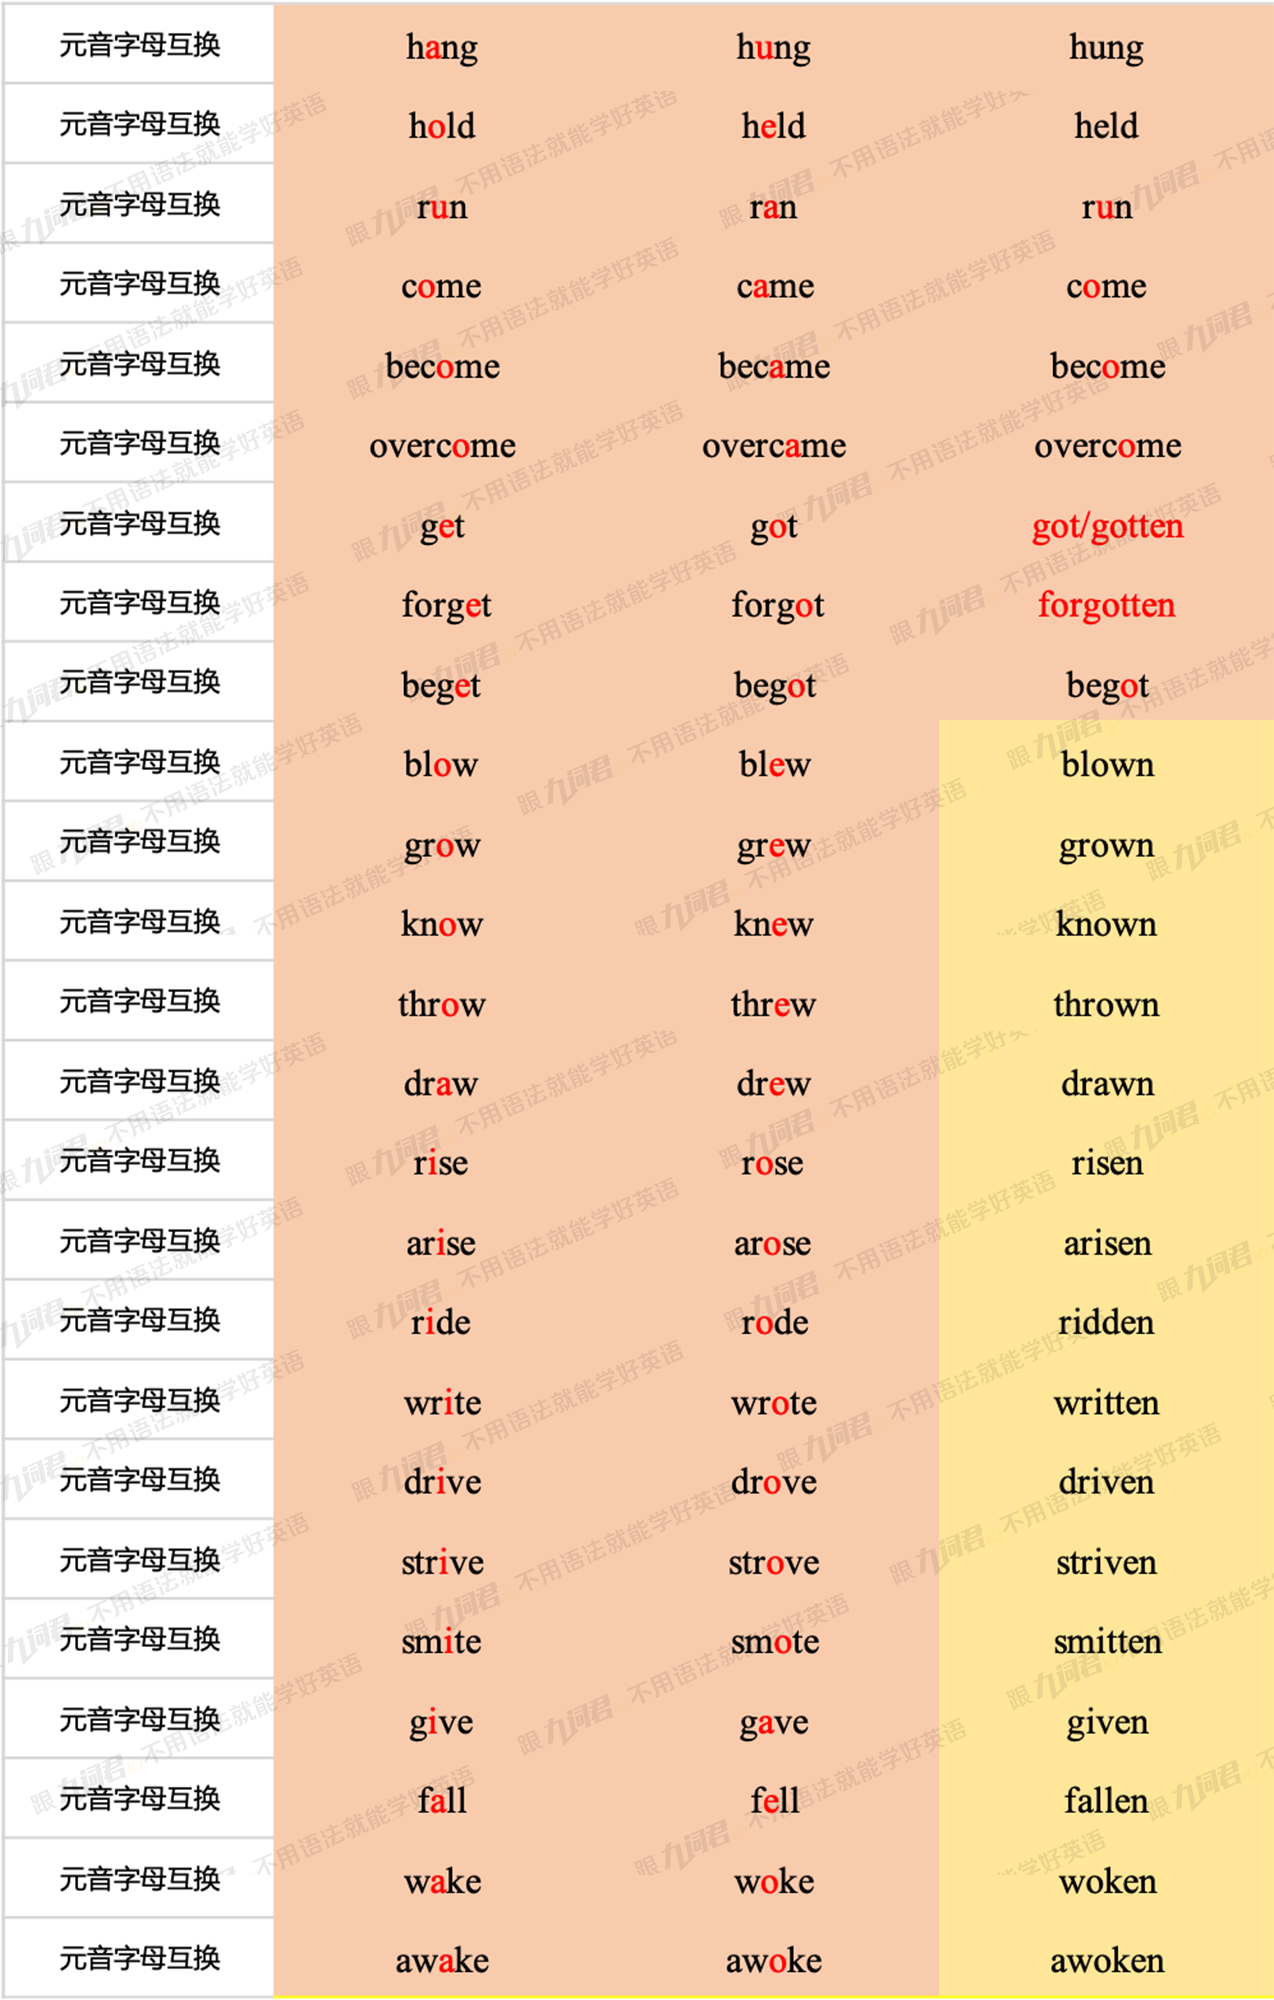 元音字母互换 hang hung hung
元音字母互换 hold held held
元音字母互换 run ran run
元音字母互换 come came come
元音字母互换 become became become
元音字母互换 overcome overcame overcome
元音字母互换 get got got/gotten
元音字母互换 forget forgot forgotten
元音字母互换 beget begot begot
元音字母互换 blow blew blown
元音字母互换 grow grew grown
元音字母互换 know knew known
元音字母互换 throw threw thrown
元音字母互换 draw drew drawn
元音字母互换 rise rose risen
元音字母互换 arise arose arisen
元音字母互换 ride rode ridden
元音字母互换 write wrote written
元音字母互换 drive drove driven
元音字母互换 strive strove striven
元音字母互换 smite smote smitten
元音字母互换 give gave given
元音字母互换 fall fell fallen
元音字母互换 wake woke woken
元音字母互换 awake awoke awoken
跟九词君 不用语法就能学好英语